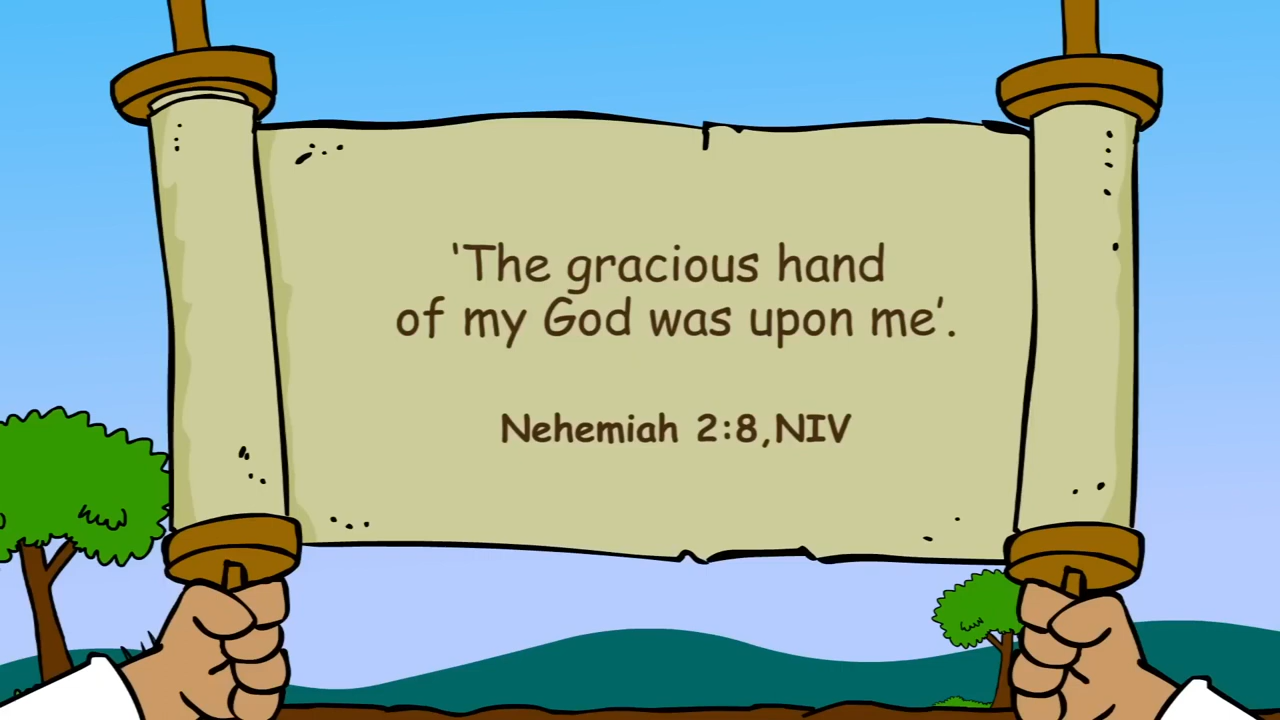 ‘The gracious hand
of my God was upon me’.
Nehemiah 2:8,NIV